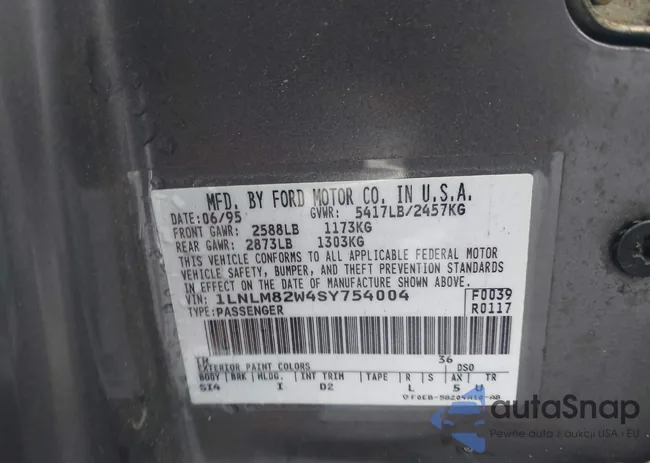 MFD. BY FORD MOTOR CO. IN U.S.A.
DATE: 06/95 GVWR: 5417LB/2457KG
FRONT GAWR: 2588LB 1173KG
REAR GAWR: 2873LB 1303KG
THIS VEHICLE CONFORMS TO ALL APPLICABLE FEDERAL MOTOR
VEHICLE SAFETY, BUMPER, AND THEFT PREVENTION STANDARDS
IN EFFECT ON THE DATE OF MANUFACTURE SHOWN ABOVE.
VIN: 1LNLM82W4SY754004 F0039
TYPE: PASSENGER R0117
36
EXTERIOR PAINT COLORS DSO
BODY BRK MLDG. INT TRIM TAPE R S AX TR
SI4 I D2 L 5 U
autoSnap
Pewne auta z aukcji USA i EU